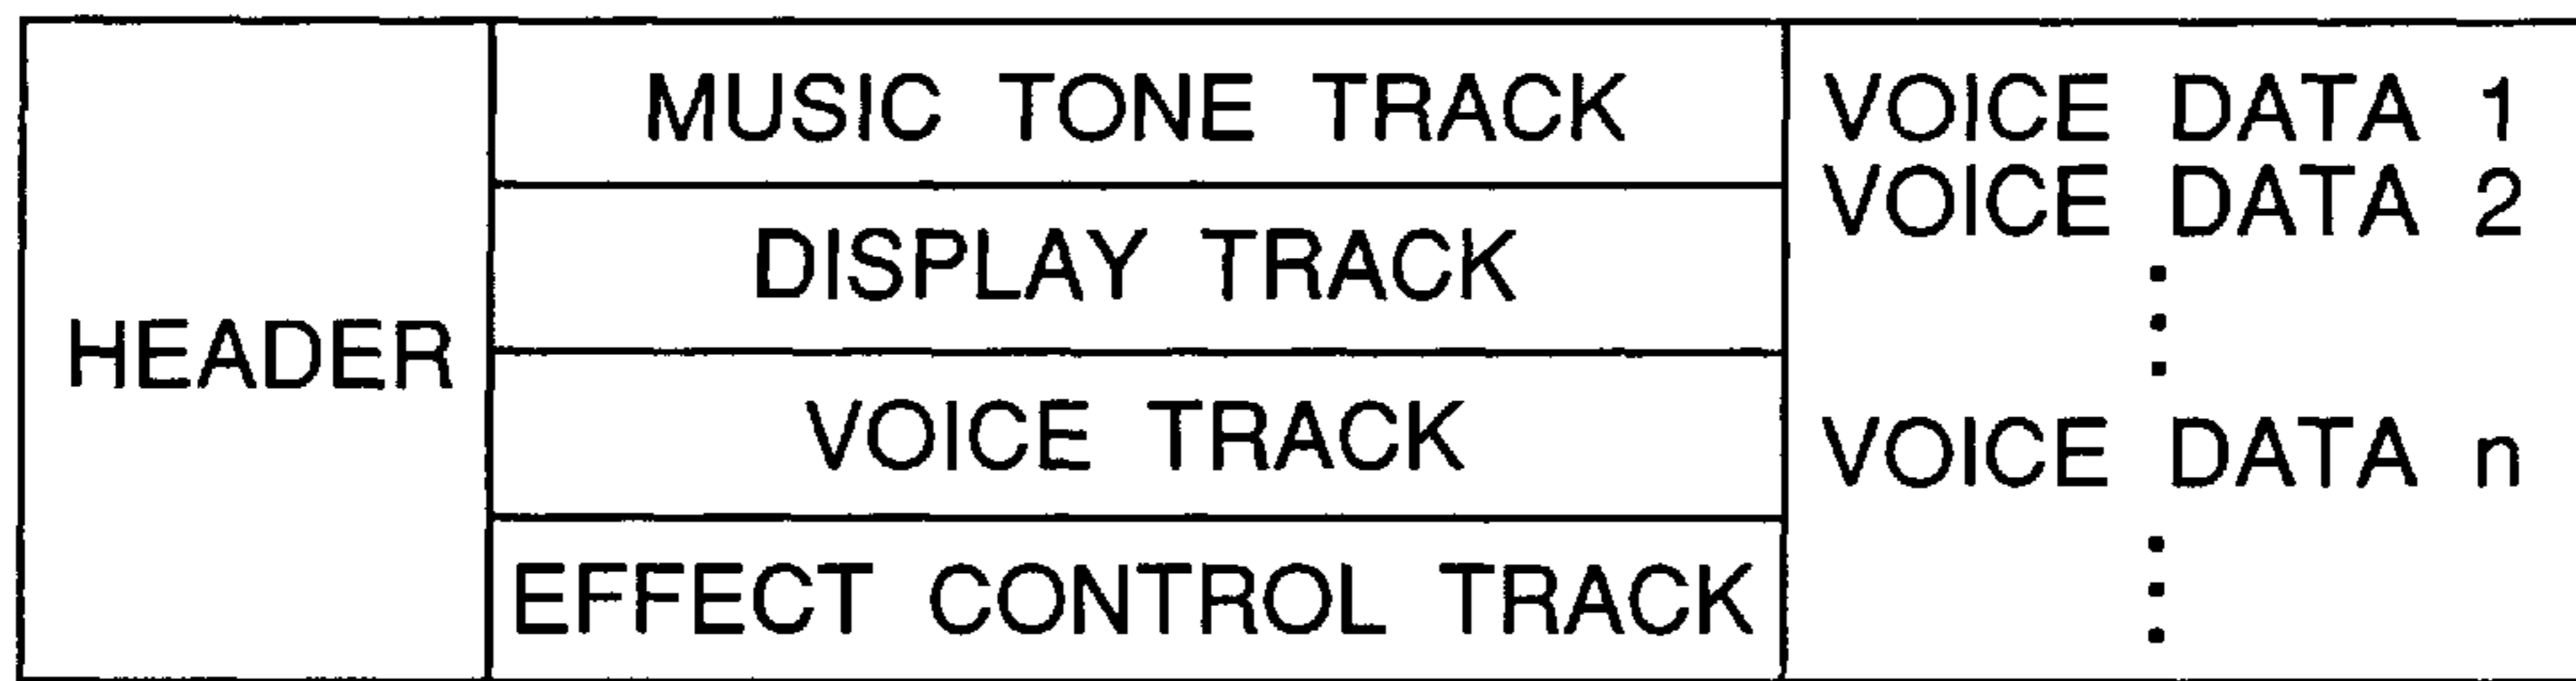 HEADER
MUSIC TONE TRACK
DISPLAY TRACK
VOICE TRACK
EFFECT CONTROL TRACK
VOICE DATA 1
VOICE DATA 2
VOICE DATA n